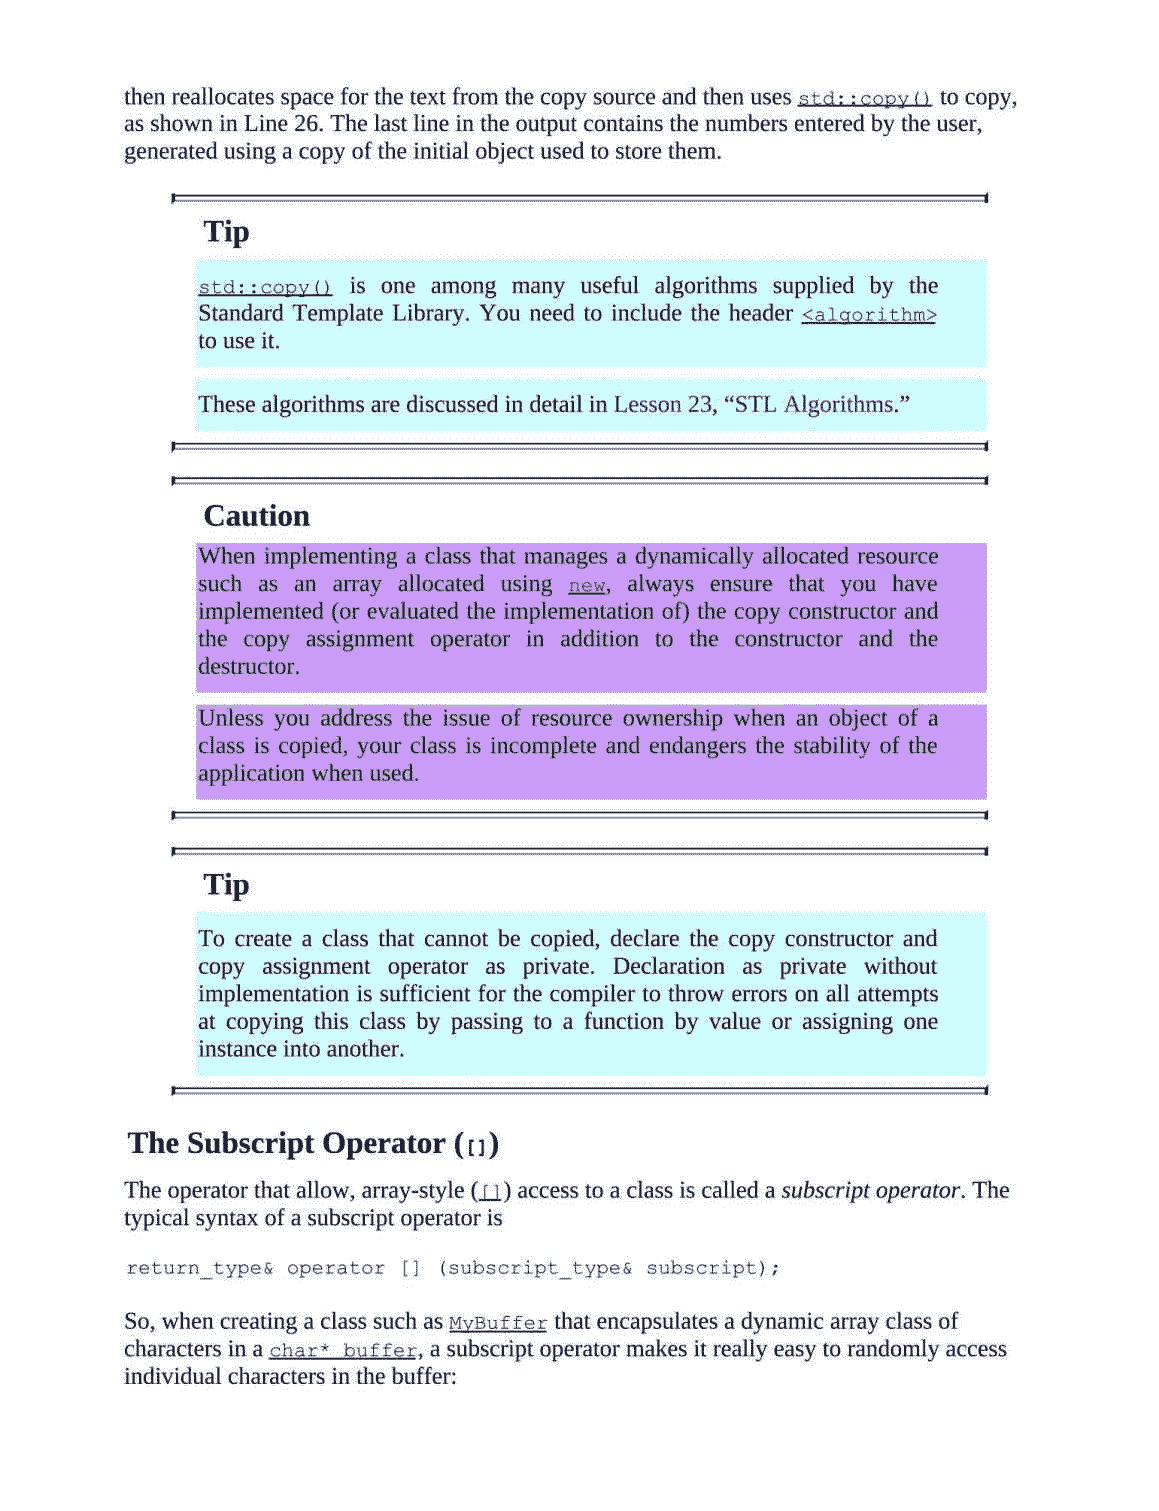 then reallocates space for the text from the copy source and then uses std::copy() to copy,
as shown in Line 26. The last line in the output contains the numbers entered by the user,
generated using a copy of the initial object used to store them.
Tip
std::copy() is one among many useful algorithms supplied by the
Standard Template Library. You need to include the header <algorithm>
to use it.
These algorithms are discussed in detail in Lesson 23, “STL Algorithms.”
Caution
When implementing a class that manages a dynamically allocated resource
such as an array allocated using new, always ensure that you have
implemented (or evaluated the implementation of) the copy constructor and
the copy assignment operator in addition to the constructor and the
destructor.
Unless you address the issue of resource ownership when an object of a
class is copied, your class is incomplete and endangers the stability of the
application when used.
Tip
To create a class that cannot be copied, declare the copy constructor and
copy assignment operator as private. Declaration as private without
implementation is sufficient for the compiler to throw errors on all attempts
at copying this class by passing to a function by value or assigning one
instance into another.
The Subscript Operator ([])
The operator that allow, array-style ([]) access to a class is called a subscript operator. The
typical syntax of a subscript operator is
return_type& operator [] (subscript_type& subscript);
So, when creating a class such as MyBuffer that encapsulates a dynamic array class of
characters in a char* buffer, a subscript operator makes it really easy to randomly access
individual characters in the buffer: